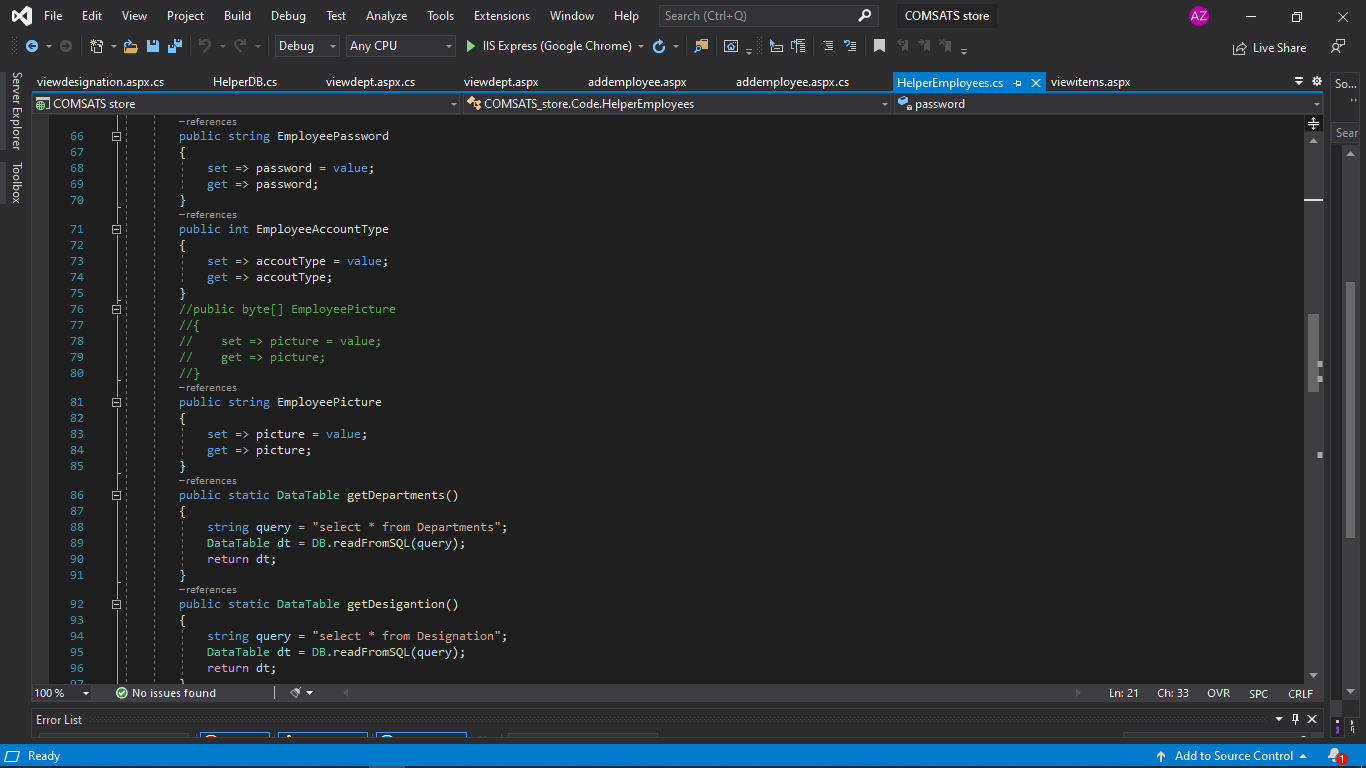 File Edit View Project Build Debug Test Analyze Tools Extensions Window Help Search (Ctrl+Q) COMSATS store AZ
Debug Any CPU IIS Express (Google Chrome) Live Share
viewdesignation.aspx.cs HelperDB.cs viewdept.aspx.cs viewdept.aspx addemployee.aspx addemployee.aspx.cs HelperEmployees.cs viewitems.aspx So...
COMSATS store COMSATS_store.Code.HelperEmployees password
Server Explorer
Toolbox
Sear
-references
66 public string EmployeePassword
67 {
68 set => password = value;
69 get => password;
70 }
-references
71 public int EmployeeAccountType
72 {
73 set => accoutType = value;
74 get => accoutType;
75 }
76 //public byte[] EmployeePicture
77 //{
78 // set => picture = value;
79 // get => picture;
80 //}
-references
81 public string EmployeePicture
82 {
83 set => picture = value;
84 get => picture;
85 }
-references
86 public static DataTable getDepartments()
87 {
88 string query = "select * from Departments";
89 DataTable dt = DB.readFromSQL(query);
90 return dt;
91 }
-references
92 public static DataTable getDesigantion()
93 {
94 string query = "select * from Designation";
95 DataTable dt = DB.readFromSQL(query);
96 return dt;
97 }
100 % No issues found Ln: 21 Ch: 33 OVR SPC CRLF
Error List
Ready Add to Source Control 1